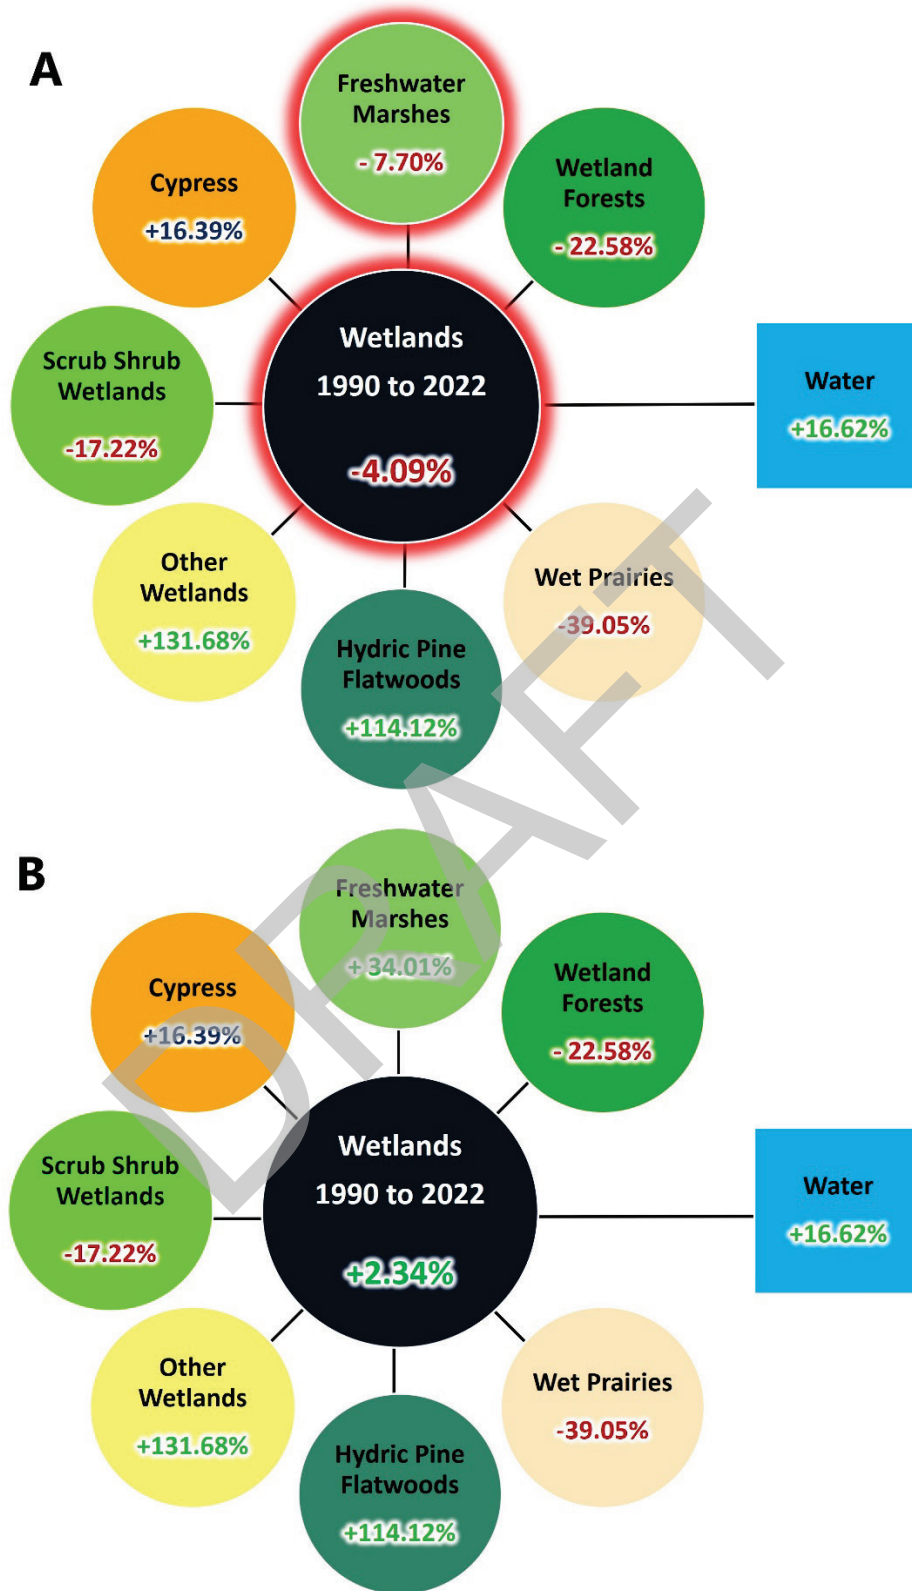 A
Freshwater
Marshes
- 7.70%
Cypress
+16.39%
Wetland
Forests
- 22.58%
Scrub Shrub
Wetlands
-17.22%
Wetlands
1990 to 2022
-4.09%
Water
+16.62%
Other
Wetlands
+131.68%
Wet Prairies
-39.05%
Hydric Pine
Flatwoods
+114.12%
DRAFT
B
Freshwater
Marshes
+ 34.01%
Cypress
+16.39%
Wetland
Forests
- 22.58%
Scrub Shrub
Wetlands
-17.22%
Wetlands
1990 to 2022
+2.34%
Water
+16.62%
Other
Wetlands
+131.68%
Wet Prairies
-39.05%
Hydric Pine
Flatwoods
+114.12%